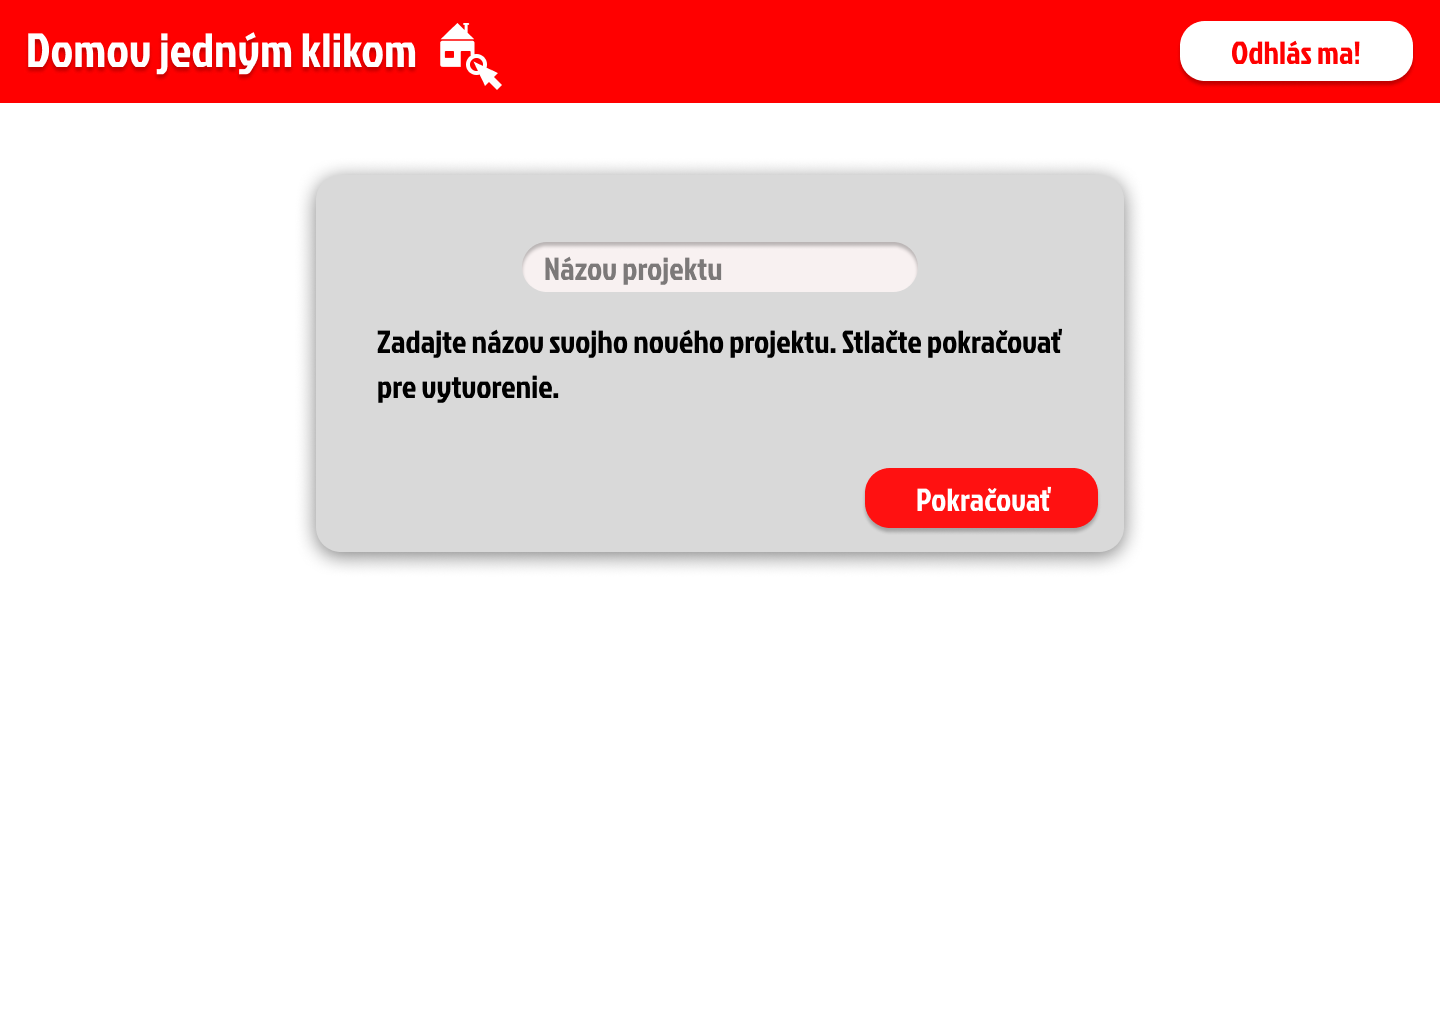 Domov jedným klikom
Odhlás ma!
Názov projektu
Zadajte názov svojho nového projektu. Stlačte pokračovať
pre vytvorenie.
Pokračovať